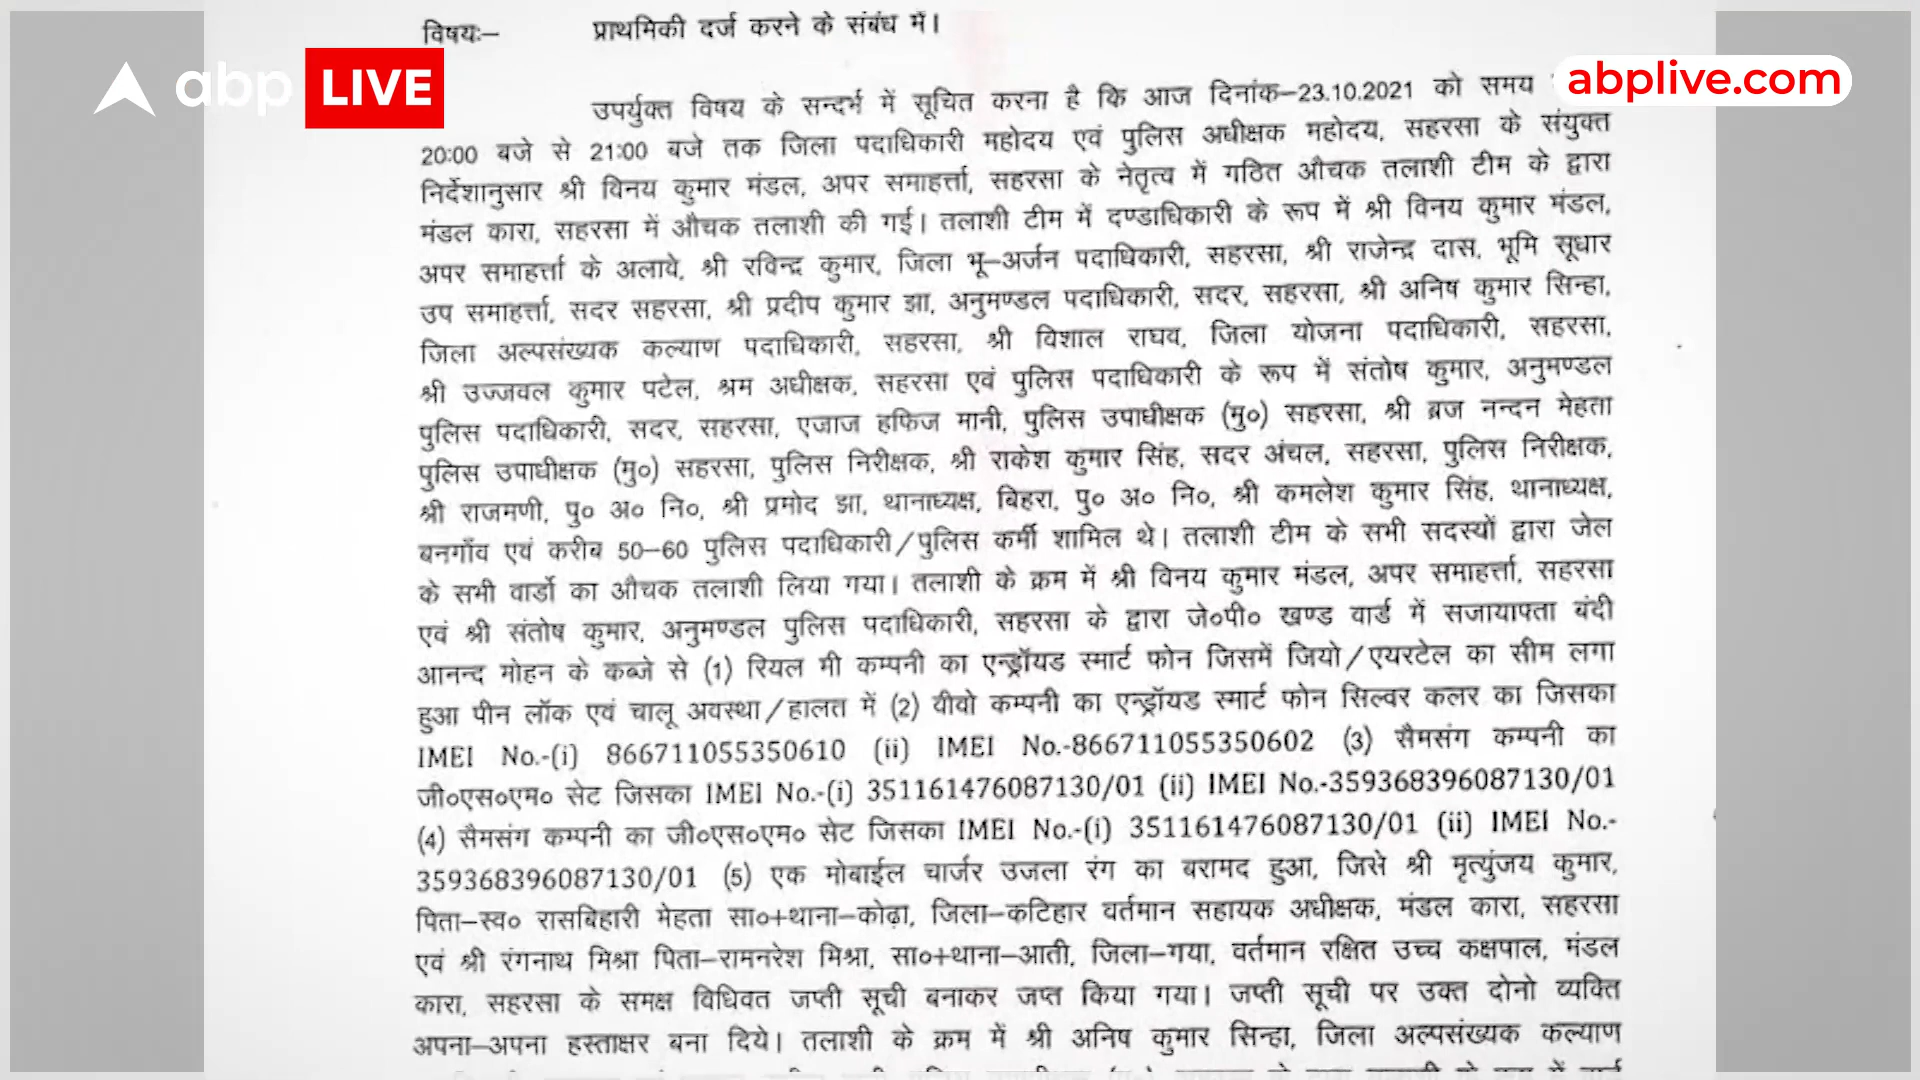 विषयः– प्राथमिकी दर्ज करने के संबंध में।
abp LIVE
abplive.com
उपर्युक्त विषय के सन्दर्भ में सूचित करना है कि आज दिनांक–23.10.2021 को समय
20:00 बजे से 21:00 बजे तक जिला पदाधिकारी महोदय एवं पुलिस अधीक्षक महोदय, सहरसा के संयुक्त
निर्देशानुसार श्री विनय कुमार मंडल, अपर समाहर्त्ता, सहरसा के नेतृत्व में गठित औचक तलाशी टीम के द्वारा
मंडल कारा, सहरसा में औचक तलाशी की गई। तलाशी टीम में दण्डाधिकारी के रूप में श्री विनय कुमार मंडल,
अपर समाहर्त्ता के अलावे, श्री रविन्द्र कुमार, जिला भू–अर्जन पदाधिकारी, सहरसा, श्री राजेन्द्र दास, भूमि सूधार
उप समाहर्त्ता, सदर सहरसा, श्री प्रदीप कुमार झा, अनुमण्डल पदाधिकारी, सदर, सहरसा, श्री अनिष कुमार सिन्हा,
जिला अल्पसंख्यक कल्याण पदाधिकारी, सहरसा, श्री विशाल राघव, जिला योजना पदाधिकारी, सहरसा,
श्री उज्जवल कुमार पटेल, श्रम अधीक्षक, सहरसा एवं पुलिस पदाधिकारी के रूप में संतोष कुमार, अनुमण्डल
पुलिस पदाधिकारी, सदर, सहरसा, एजाज हफिज मानी, पुलिस उपाधीक्षक (मु०) सहरसा, श्री ब्रज नन्दन मेहता
पुलिस उपाधीक्षक (मु०) सहरसा, पुलिस निरीक्षक, श्री राकेश कुमार सिंह, सदर अंचल, सहरसा, पुलिस निरीक्षक,
श्री राजमणी, पु० अ० नि०, श्री प्रमोद झा, थानाध्यक्ष, बिहरा, पु० अ० नि०, श्री कमलेश कुमार सिंह, थानाध्यक्ष,
बनगाँव एवं करीब 50–60 पुलिस पदाधिकारी/पुलिस कर्मी शामिल थे। तलाशी टीम के सभी सदस्यों द्वारा जेल
के सभी वार्डो का औचक तलाशी लिया गया। तलाशी के क्रम में श्री विनय कुमार मंडल, अपर समाहर्त्ता, सहरसा
एवं श्री संतोष कुमार, अनुमण्डल पुलिस पदाधिकारी, सहरसा के द्वारा जे०पी० खण्ड वार्ड में सजायाफ्ता बंदी
आनन्द मोहन के कब्जे से (1) रियल मी कम्पनी का एन्ड्रॉयड स्मार्ट फोन जिसमें जियो/एयरटेल का सीम लगा
हुआ पीन लॉक एवं चालू अवस्था/हालत में (2) वीवो कम्पनी का एन्ड्रॉयड स्मार्ट फोन सिल्वर कलर का जिसका
IMEI No.-(i) 866711055350610 (ii) IMEI No.-866711055350602 (3) सैमसंग कम्पनी का
जी०एस०एम० सेट जिसका IMEI No.-(i) 351161476087130/01 (ii) IMEI No.-359368396087130/01
(4) सैमसंग कम्पनी का जी०एस०एम० सेट जिसका IMEI No.-(i) 351161476087130/01 (ii) IMEI No.-
359368396087130/01 (5) एक मोबाईल चार्जर उजला रंग का बरामद हुआ, जिसे श्री मृत्युंजय कुमार,
पिता–स्व० रासबिहारी मेहता सा०+थाना–कोढ़ा, जिला–कटिहार वर्तमान सहायक अधीक्षक, मंडल कारा, सहरसा
एवं श्री रंगनाथ मिश्रा पिता–रामनरेश मिश्रा, सा०+थाना–आती, जिला–गया, वर्तमान रक्षित उच्च कक्षपाल, मंडल
कारा, सहरसा के समक्ष विधिवत जप्ती सूची बनाकर जप्त किया गया। जप्ती सूची पर उक्त दोनो व्यक्ति
अपना–अपना हस्ताक्षर बना दिये। तलाशी के क्रम में श्री अनिष कुमार सिन्हा, जिला अल्पसंख्यक कल्याण